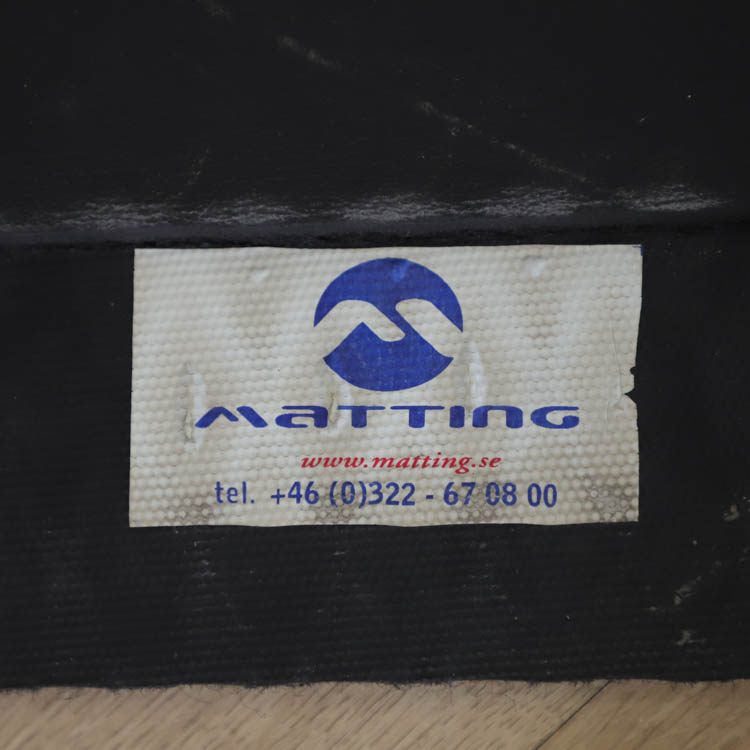 MATTING
www.matting.se
tel. +46 (0)322 - 67 08 00